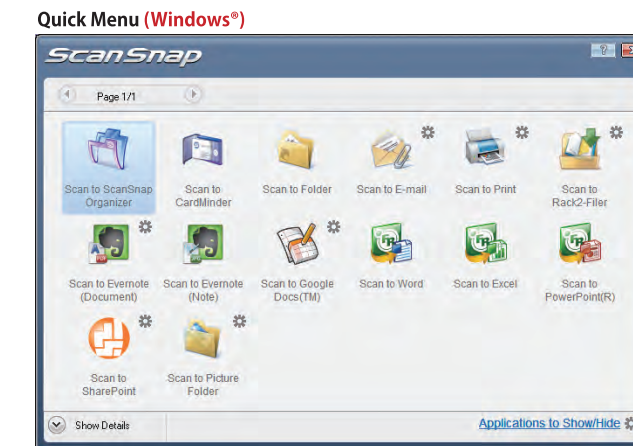 Quick Menu (Windows®)
ScanSnap
?
Page 1/1
Scan to ScanSnap
Organizer
Scan to
CardMinder
Scan to Folder
Scan to E-mail
Scan to Print
Scan to
Rack2-Filer
Scan to Evernote
(Document)
Scan to Evernote
(Note)
Scan to Google
Docs(TM)
Scan to Word
Scan to Excel
Scan to
PowerPoint(R)
Scan to
SharePoint
Scan to Picture
Folder
Show Details
Applications to Show/Hide